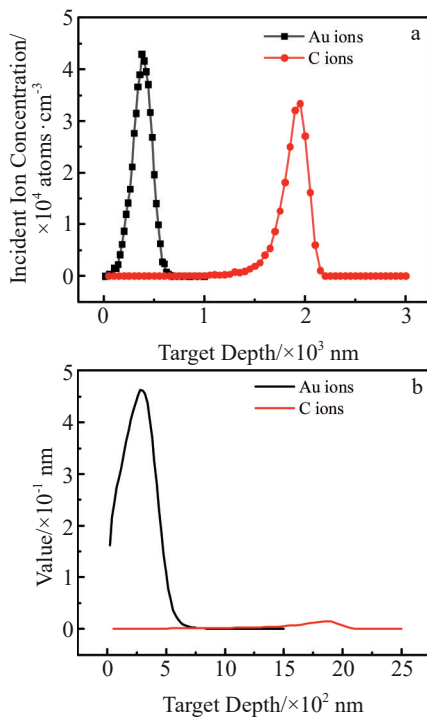 a
Au ions
C ions
Incident Ion Concentration/
×10⁴ atoms·cm⁻³
5
4
3
2
1
0
0 1 2 3
Target Depth/×10³ nm
b
Au ions
C ions
Value/×10⁻¹ nm
5
4
3
2
1
0
0 5 10 15 20 25
Target Depth/×10² nm